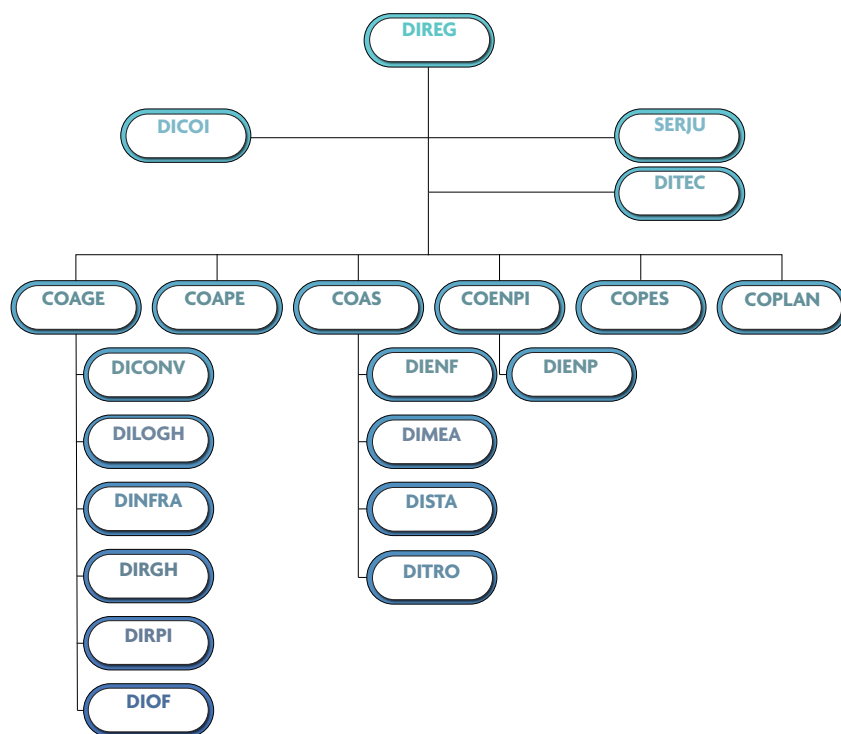 DIREG
DICOI
SERJU
DITEC
COAGE
COAPE
COAS
COENPI
COPES
COPLAN
DICONV
DIENF
DIENP
DILOGH
DIMEA
DINFRA
DISTA
DIRGH
DITRO
DIRPI
DIOF